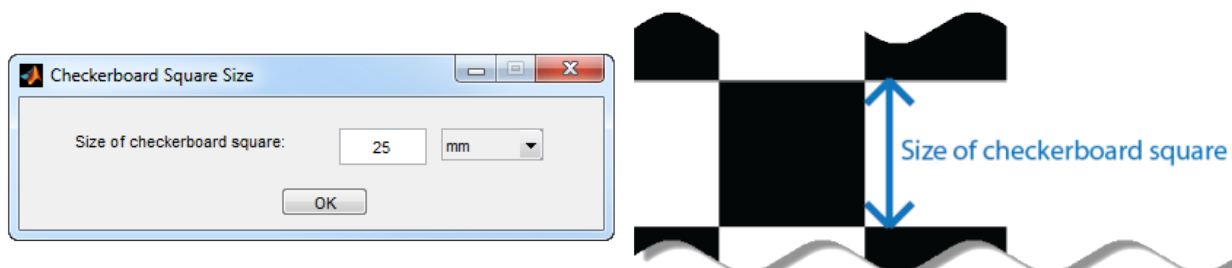 Checkerboard Square Size
Size of checkerboard square:
25
mm
OK
Size of checkerboard square